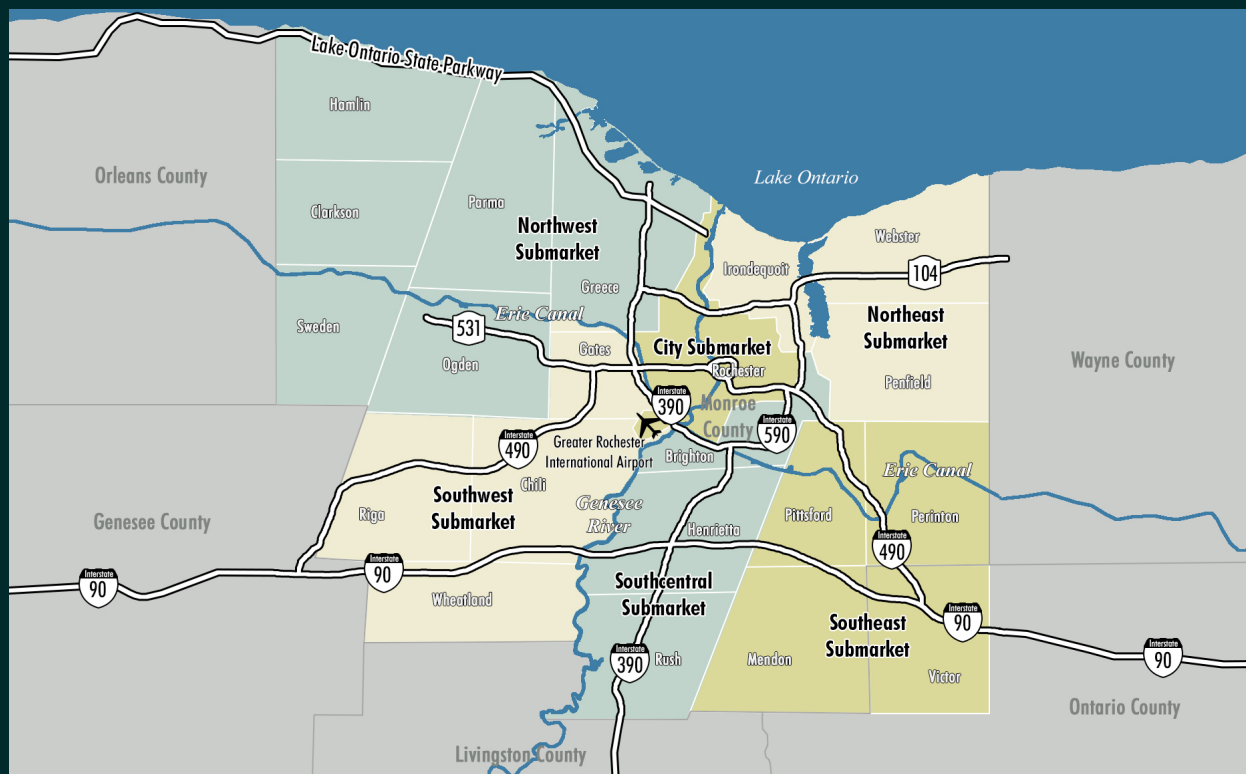 Lake Ontario State Parkway
Hamlin
Orleans County
Lake Ontario
Parma
Clarkson
Northwest
Submarket
Webster
Irondequoit
104
Greece
Erie Canal
Northeast
Submarket
Sweden
531
Gates
City Submarket
Ogden
Rochester
Wayne County
Penfield
Interstate
390
Monroe
County
Interstate
590
Interstate
490
Greater Rochester
International Airport
Brighton
Erie Canal
Southwest
Submarket
Chili
Genesee
River
Genesee County
Riga
Henrietta
Pittsford
Perinton
Interstate
490
Interstate
90
Interstate
90
Southcentral
Submarket
Wheatland
Southeast
Submarket
Interstate
90
Interstate
390
Rush
Mendon
Victor
Interstate
90
Ontario County
Livingston County